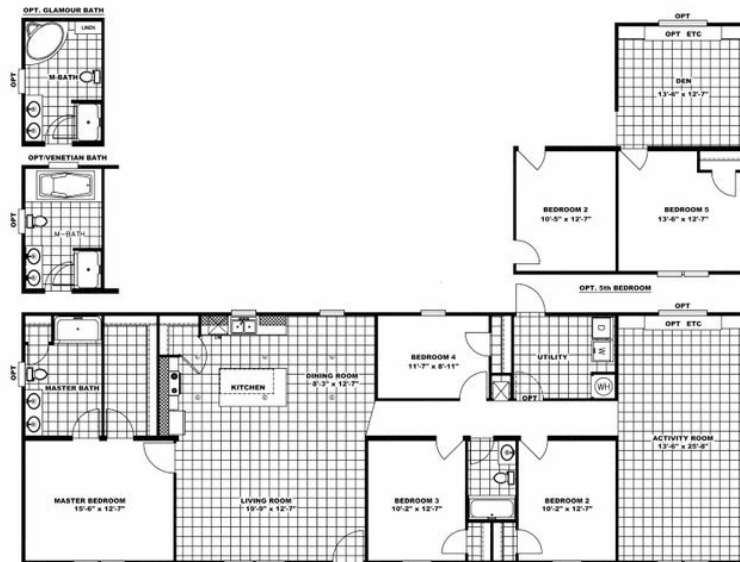 OPT. GLAMOUR BATH
LINEN
OPT
M-BATH
OPT/VENETIAN BATH
OPT
M-BATH
OPT
OPT ETC
DEN
13'-6" x 12'-7"
BEDROOM 2
10'-5" x 12'-7"
BEDROOM 5
13'-6" x 12'-7"
OPT. 5th BEDROOM
OPT
OPT ETC
OPT
MASTER BATH
KITCHEN
DINING ROOM
8'-3" x 12'-7"
BEDROOM 4
11'-7" x 8'-11"
UTILITY
D
W
WH
OPT
MASTER BEDROOM
15'-6" x 12'-7"
LIVING ROOM
19'-9" x 12'-7"
BEDROOM 3
10'-2" x 12'-7"
BEDROOM 2
10'-2" x 12'-7"
ACTIVITY ROOM
13'-6" x 25'-8"